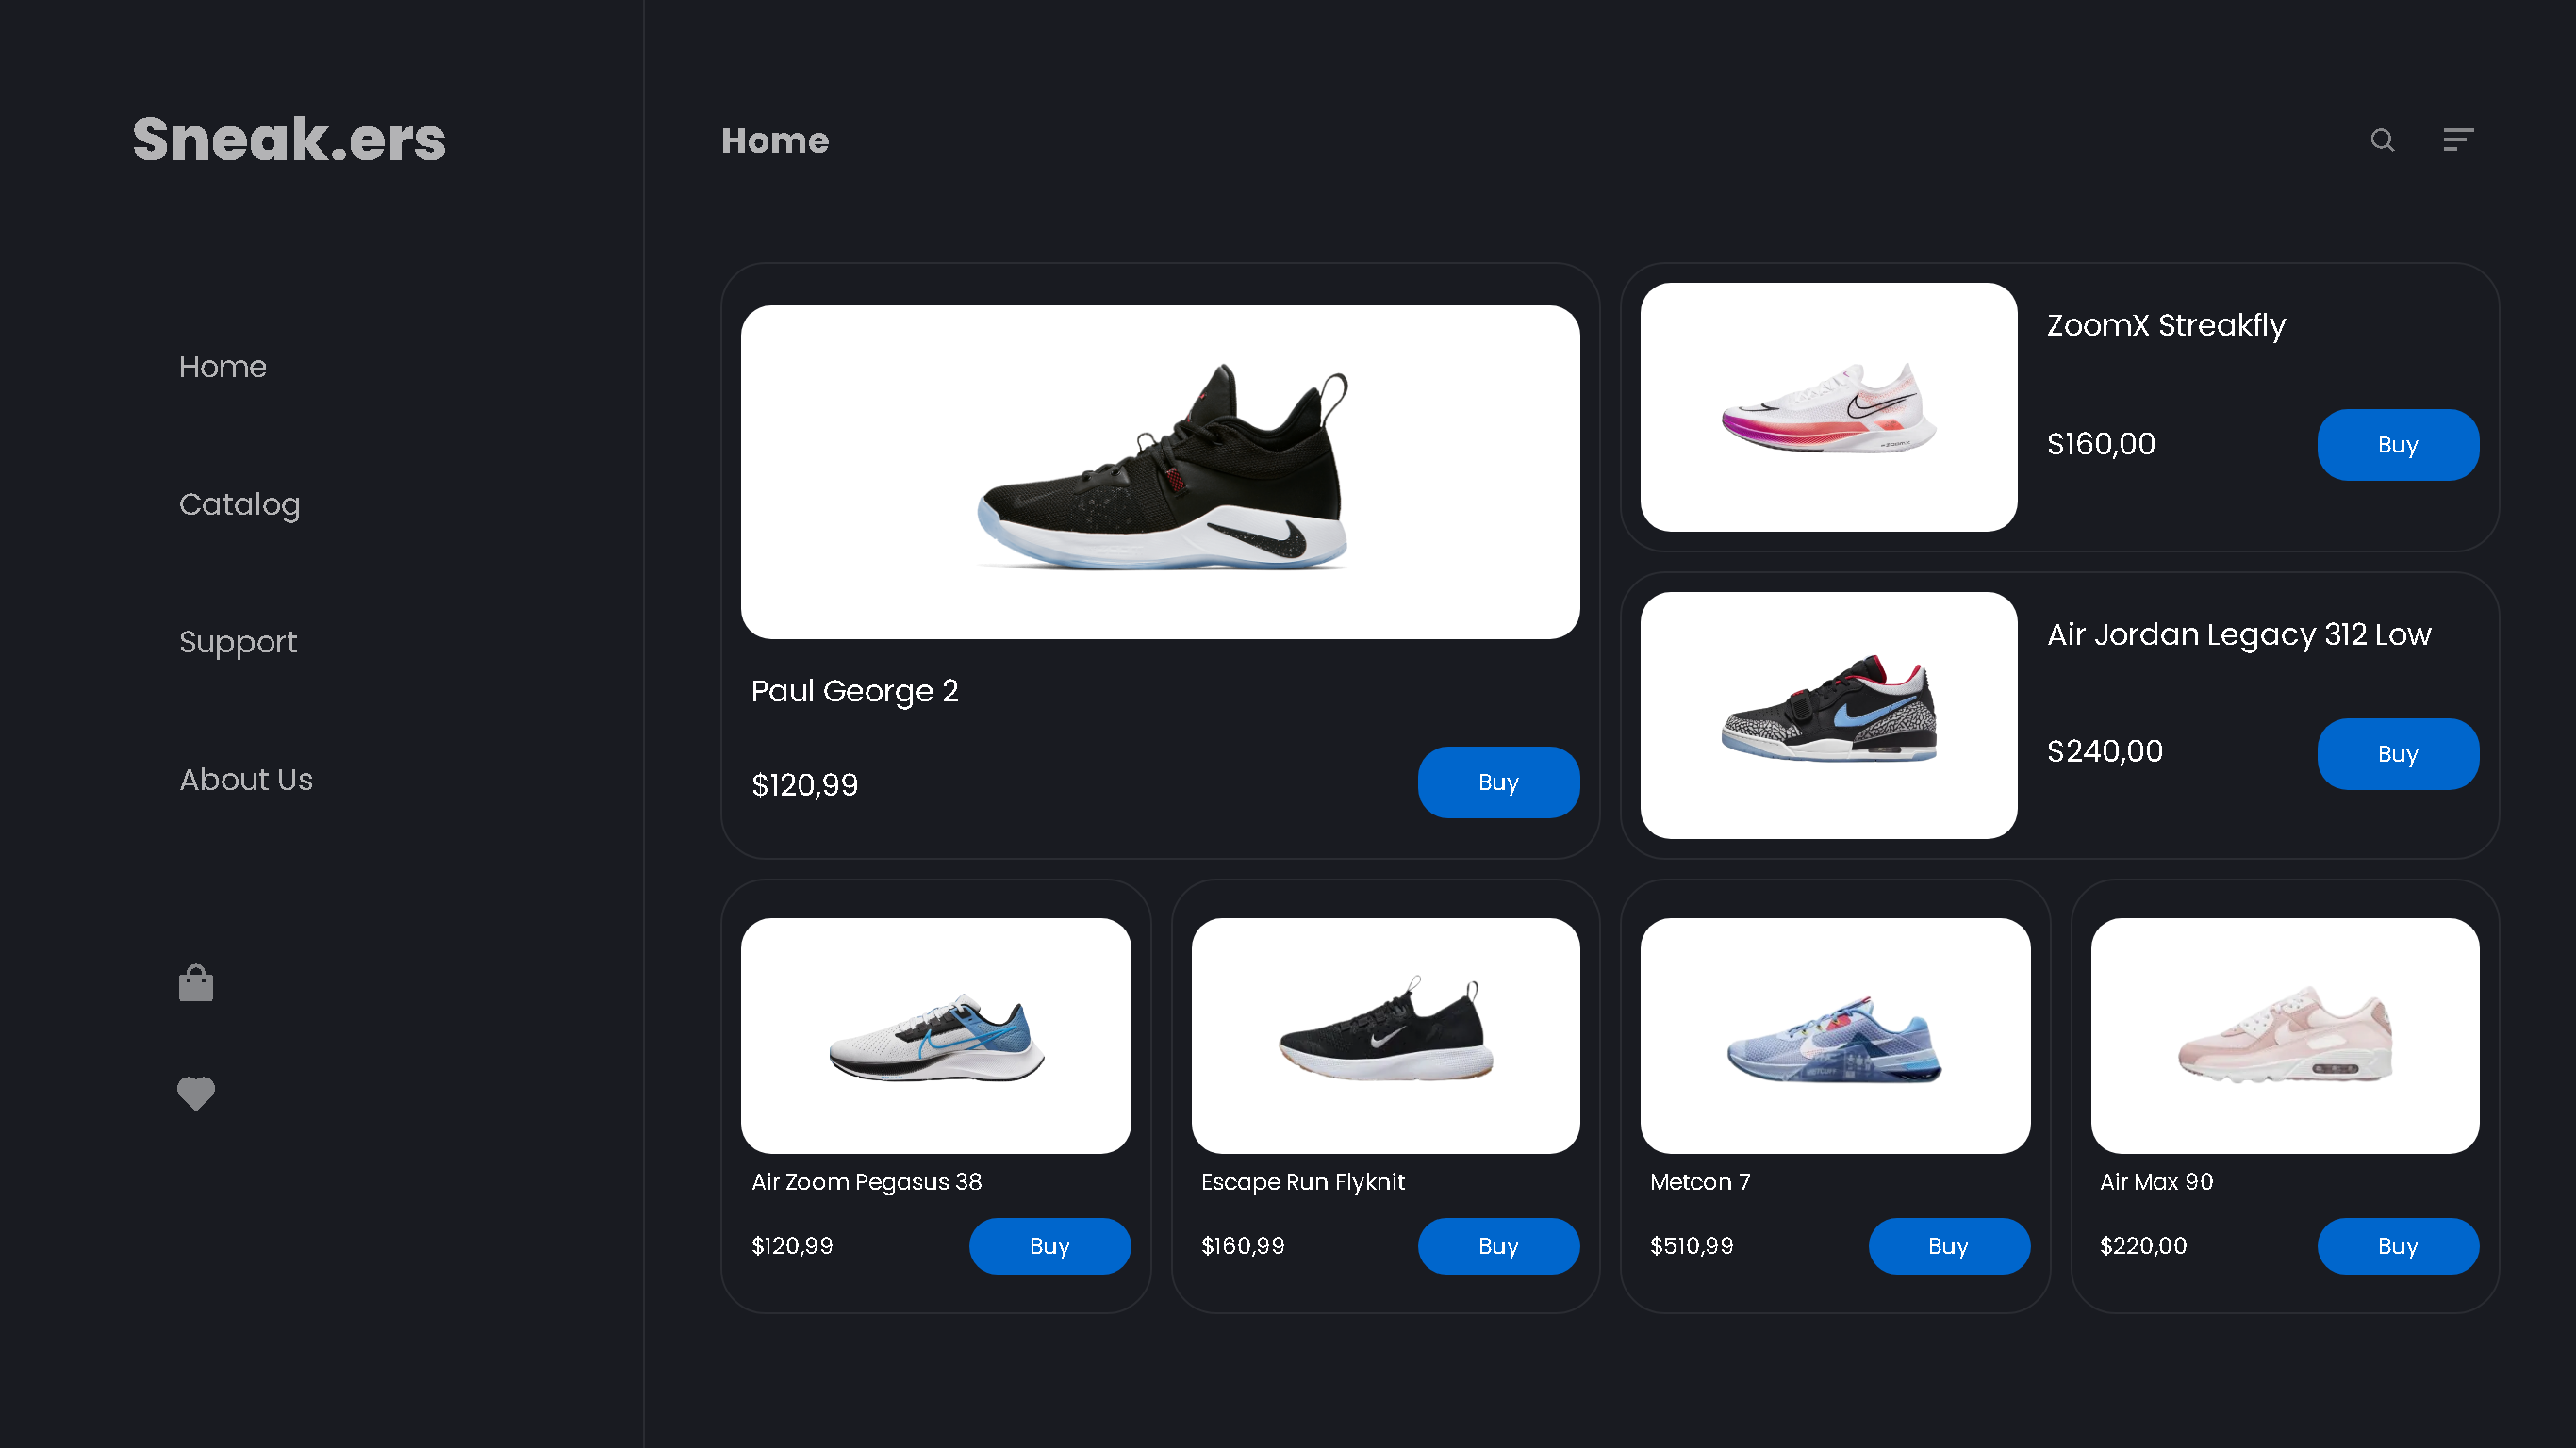 Sneak.ers
Home
Catalog
Support
About Us
Home
Paul George 2
$120,99
Buy
ZoomX Streakfly
$160,00
Buy
Air Jordan Legacy 312 Low
$240,00
Buy
Air Zoom Pegasus 38
$120,99
Buy
Escape Run Flyknit
$160,99
Buy
Metcon 7
$510,99
Buy
Air Max 90
$220,00
Buy